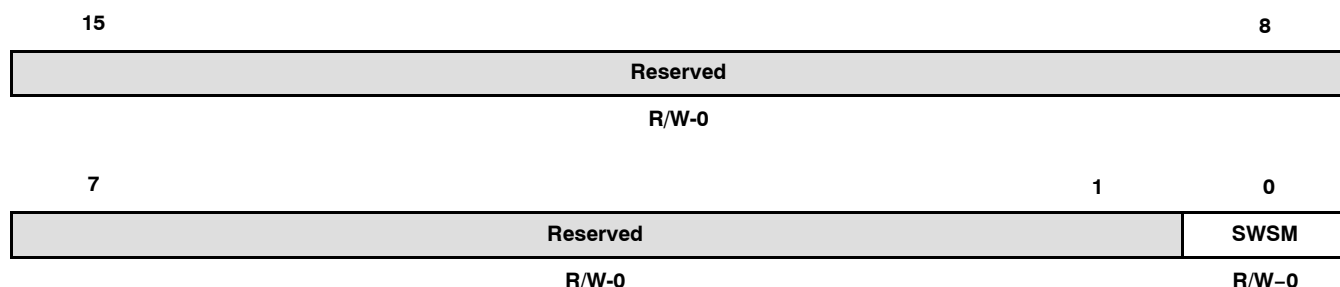 15 8
Reserved
R/W-0
7 1 0
Reserved SWSM
R/W-0 R/W–0